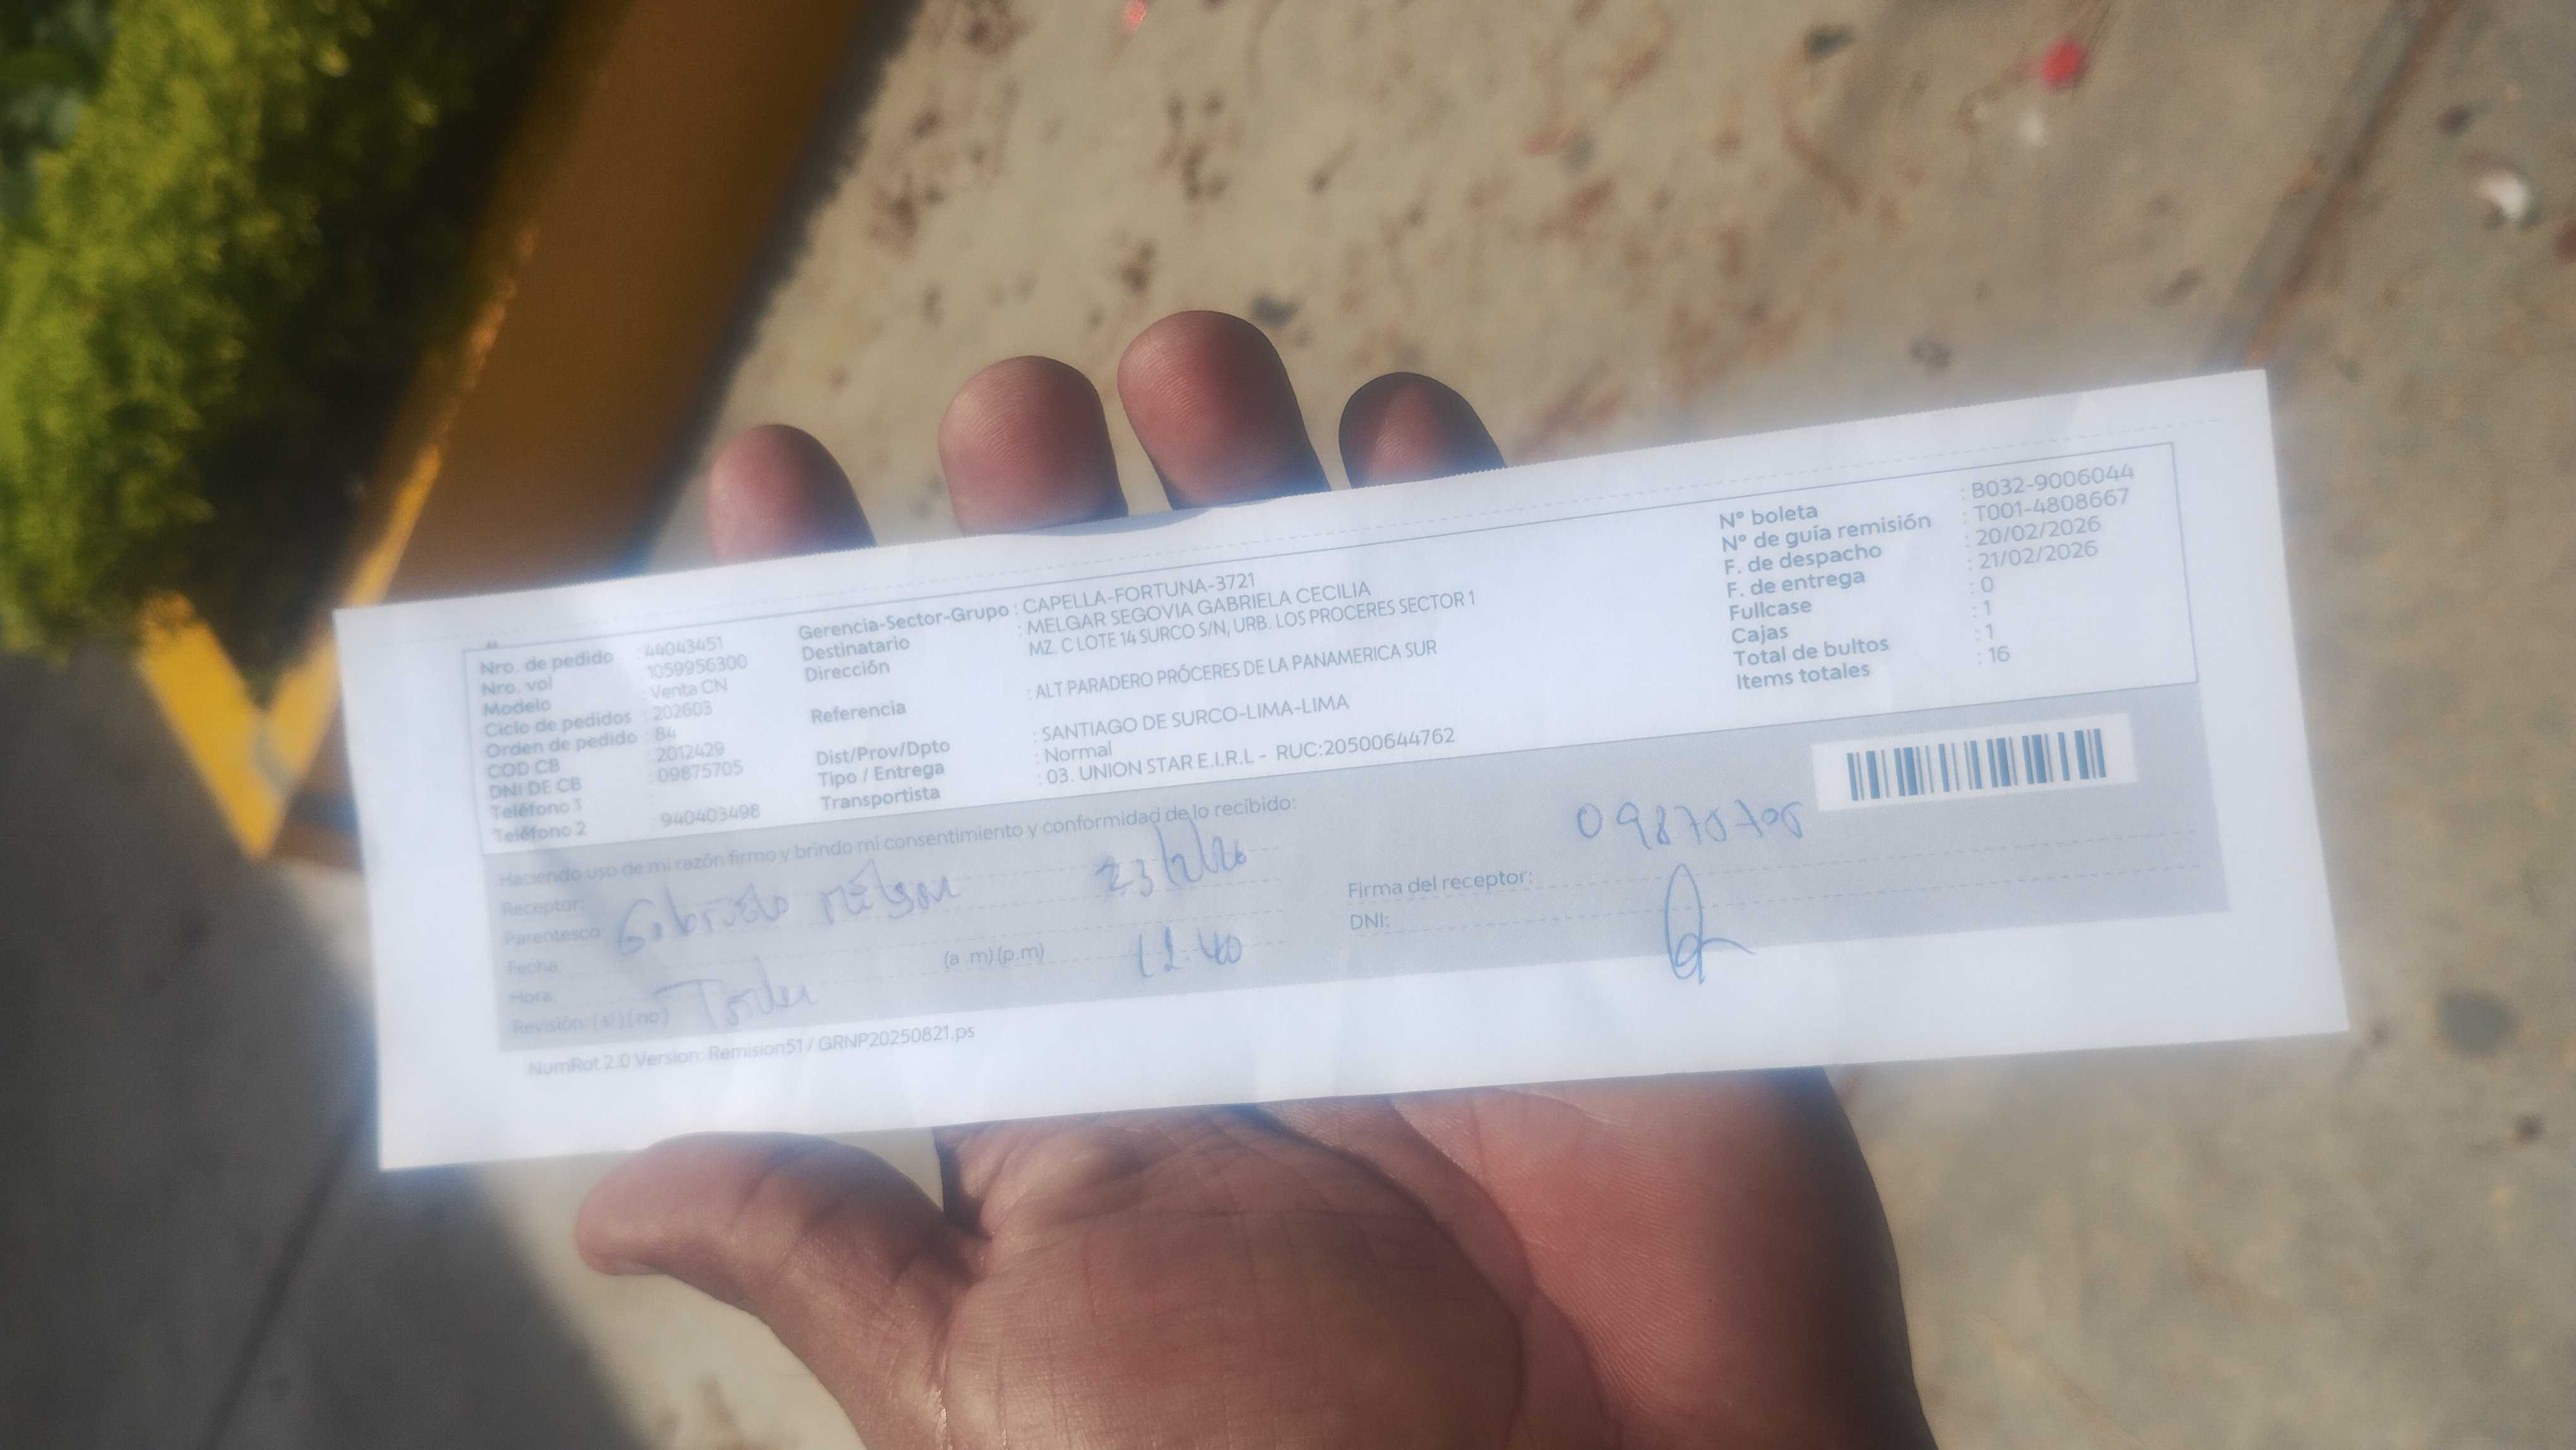 Nro. de pedido : 44043451
Nro. vol : 1059956300
Modelo : Venta CN
Ciclo de pedidos : 202603
Orden de pedido : 84
COD CB : 2012429
DNI DE CB : 09875705
Teléfono 1 :
Teléfono 2 : 940403498
Gerencia-Sector-Grupo : CAPELLA-FORTUNA-3721
Destinatario : MELGAR SEGOVIA GABRIELA CECILIA
Dirección MZ. C LOTE 14 SURCO S/N, URB. LOS PROCERES SECTOR 1
Referencia : ALT PARADERO PRÓCERES DE LA PANAMERICA SUR
Dist/Prov/Dpto : SANTIAGO DE SURCO-LIMA-LIMA
Tipo / Entrega : Normal
Transportista : 03. UNION STAR E.I.R.L - RUC:20500644762
Nº boleta : B032-9006044
Nº de guía remisión : T001-4808667
F. de despacho : 20/02/2026
F. de entrega : 21/02/2026
Fullcase : 0
Cajas : 1
Total de bultos : 1
Items totales : 16
Haciendo uso de mi razón firmo y brindo mi consentimiento y conformidad de lo recibido:
Receptor:
Parentesco: Gabriela Melgar 23/2/26
Fecha:
Hora: (a .m) (p.m) 12:40
Revisión: (si) (no)
Firma del receptor:
DNI:
NumRot 2.0 Version: Remision51 / GRNP20250821.ps